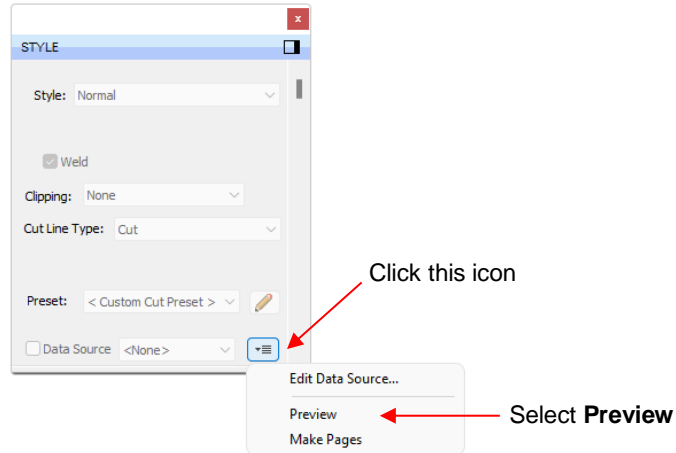 x
STYLE
Style: Normal
Weld
Clipping: None
Cut Line Type: Cut
Click this icon
Preset: < Custom Cut Preset >
Data Source <None>
Edit Data Source...
Preview
Select Preview
Make Pages